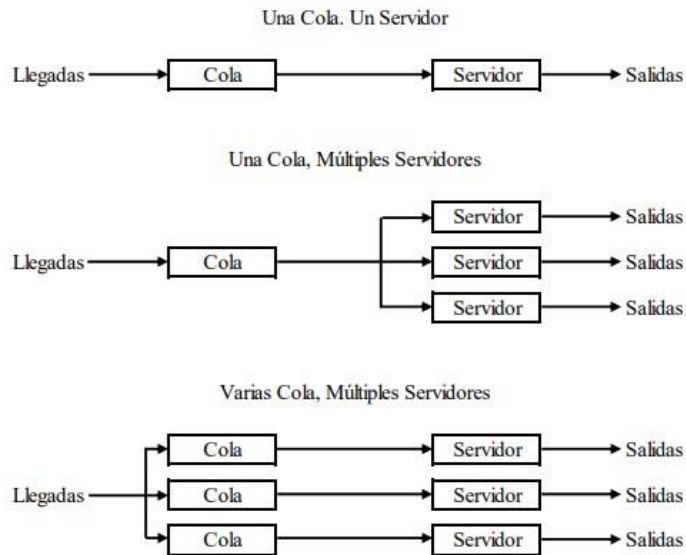 Una Cola. Un Servidor
Llegadas Cola Servidor Salidas
Una Cola, Múltiples Servidores
Servidor Salidas
Llegadas Cola Servidor Salidas
Servidor Salidas
Varias Cola, Múltiples Servidores
Cola Servidor Salidas
Llegadas Cola Servidor Salidas
Cola Servidor Salidas